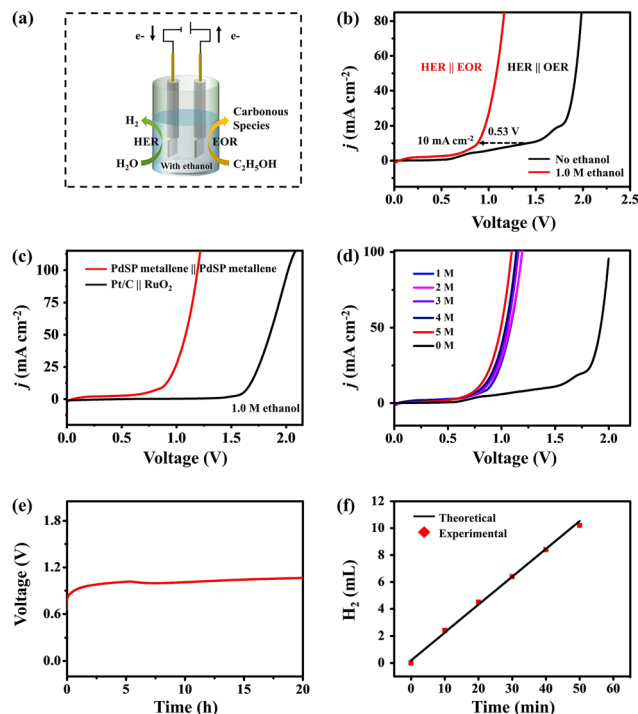 (a)
e-
e-
H2
Carbonous
Species
HER
EOR
H2O
With ethanol
C2H5OH
(b)
j (mA cm-2)
80
60
40
20
0
HER || EOR
HER || OER
0.53 V
10 mA cm-2
No ethanol
1.0 M ethanol
0.0
0.5
1.0
1.5
2.0
2.5
Voltage (V)
(c)
j (mA cm-2)
100
75
50
25
0
PdSP metallene || PdSP metallene
Pt/C || RuO2
1.0 M ethanol
0.0
0.5
1.0
1.5
2.0
Voltage (V)
(d)
j (mA cm-2)
100
50
0
1 M
2 M
3 M
4 M
5 M
0 M
0.0
0.5
1.0
1.5
2.0
Voltage (V)
(e)
Voltage (V)
1.8
1.2
0.6
0.0
0
5
10
15
20
Time (h)
(f)
H2 (mL)
12
10
8
6
4
2
0
Theoretical
Experimental
0
10
20
30
40
50
60
Time (min)